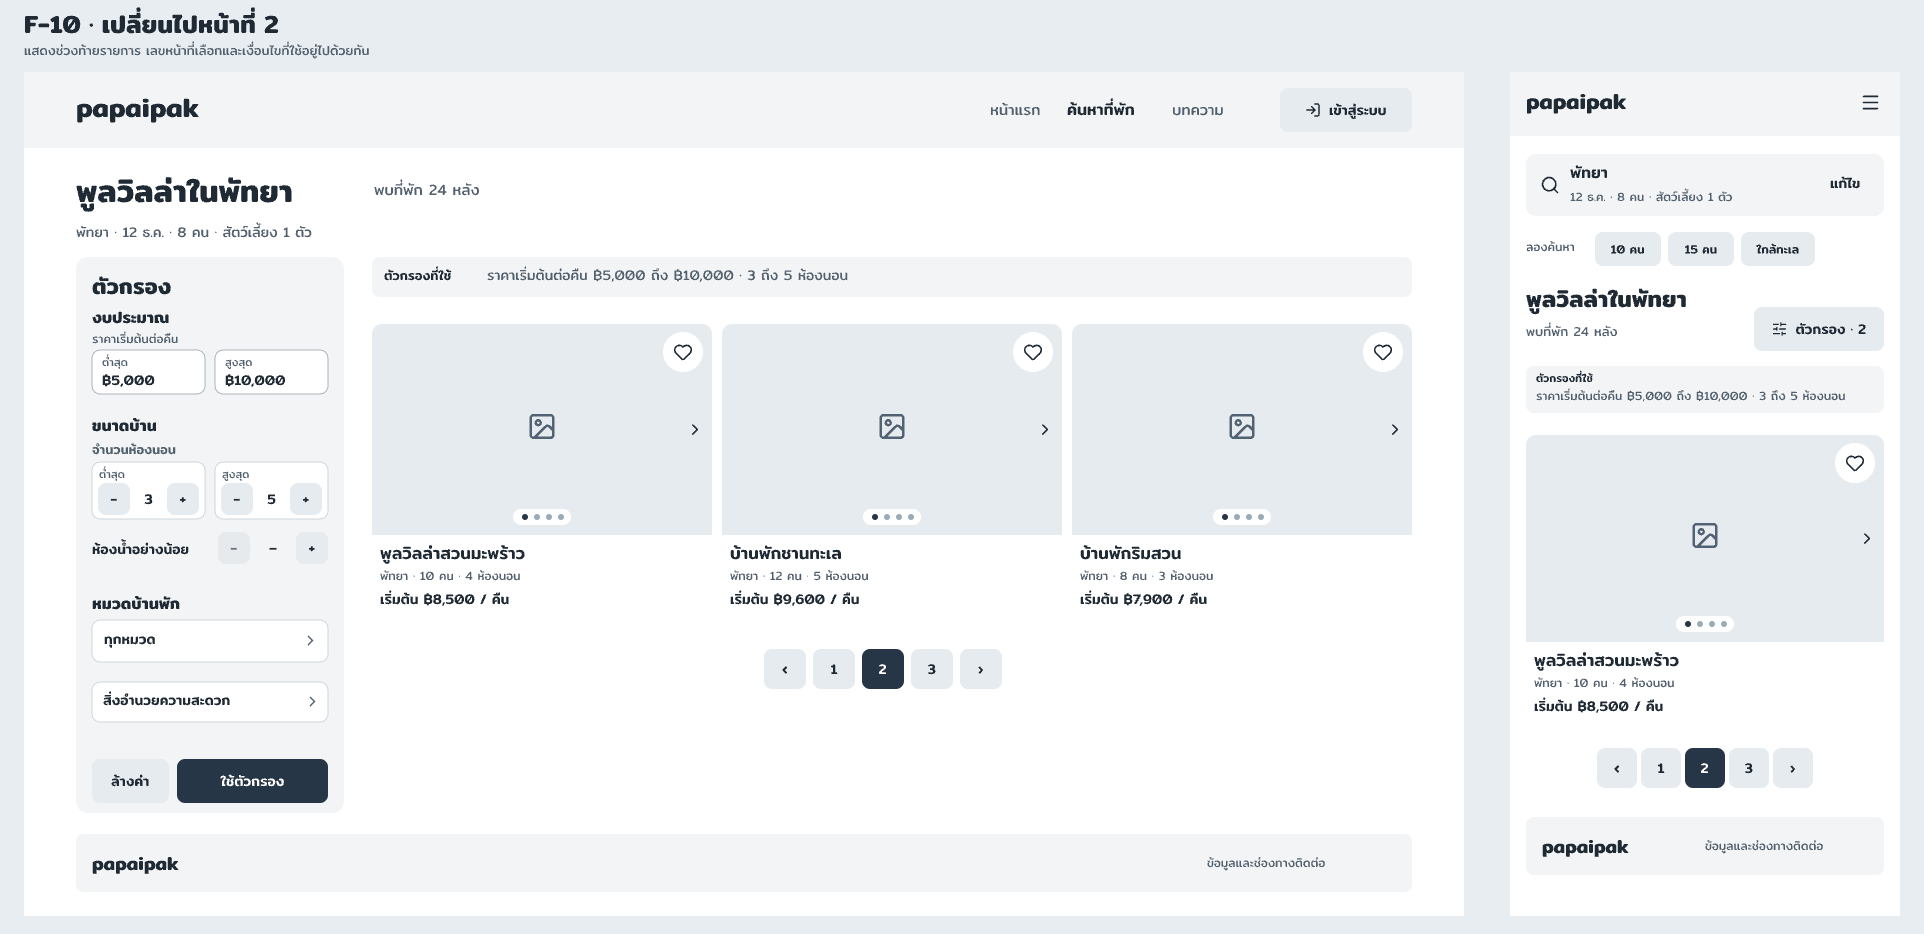 F-10 · เปลี่ยนไปหน้าที่ 2
แสดงช่วงท้ายรายการ เลขหน้าที่เลือกและเงื่อนไขที่ใช้อยู่ไปด้วยกัน
papaipak
หน้าแรก
ค้นหาที่พัก
บทความ
เข้าสู่ระบบ
พูลวิลล่าในพัทยา
พบที่พัก 24 หลัง
พัทยา · 12 ธ.ค. · 8 คน · สัตว์เลี้ยง 1 ตัว
ตัวกรอง
งบประมาณ
ราคาเริ่มต้นต่อคืน
ต่ำสุด
฿5,000
สูงสุด
฿10,000
ขนาดบ้าน
จำนวนห้องนอน
ต่ำสุด
- 3 +
สูงสุด
- 5 +
ห้องน้ำอย่างน้อย - – +
หมวดบ้านพัก
ทุกหมวด
สิ่งอำนวยความสะดวก
ล้างค่า
ใช้ตัวกรอง
ตัวกรองที่ใช้ ราคาเริ่มต้นต่อคืน ฿5,000 ถึง ฿10,000 · 3 ถึง 5 ห้องนอน
พูลวิลล่าสวนมะพร้าว
พัทยา · 10 คน · 4 ห้องนอน
เริ่มต้น ฿8,500 / คืน
บ้านพักชานทะเล
พัทยา · 12 คน · 5 ห้องนอน
เริ่มต้น ฿9,600 / คืน
บ้านพักริมสวน
พัทยา · 8 คน · 3 ห้องนอน
เริ่มต้น ฿7,900 / คืน
‹ 1 2 3 ›
papaipak
ข้อมูลและช่องทางติดต่อ
papaipak
พัทยา
12 ธ.ค. · 8 คน · สัตว์เลี้ยง 1 ตัว
แก้ไข
ลองค้นหา
10 คน
15 คน
ใกล้ทะเล
พูลวิลล่าในพัทยา
พบที่พัก 24 หลัง
ตัวกรอง · 2
ตัวกรองที่ใช้
ราคาเริ่มต้นต่อคืน ฿5,000 ถึง ฿10,000 · 3 ถึง 5 ห้องนอน
พูลวิลล่าสวนมะพร้าว
พัทยา · 10 คน · 4 ห้องนอน
เริ่มต้น ฿8,500 / คืน
‹ 1 2 3 ›
papaipak
ข้อมูลและช่องทางติดต่อ